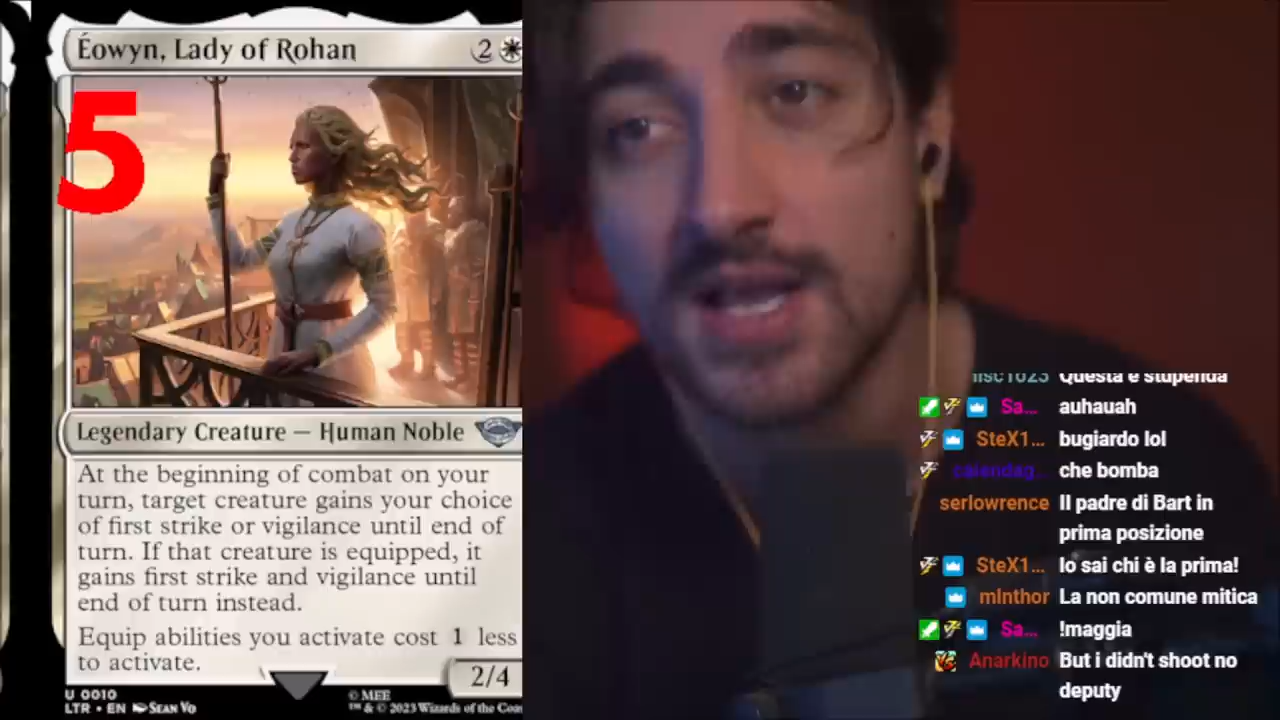 Éowyn, Lady of Rohan 2
5
Legendary Creature — Human Noble
At the beginning of combat on your
turn, target creature gains your choice
of first strike or vigilance until end of
turn. If that creature is equipped, it
gains first strike and vigilance until
end of turn instead.
Equip abilities you activate cost 1 less
to activate.
2/4
U 0010
LTR • EN Sean Vo
© MEE
™ & © 2023 Wizards of the
Questa è stupenda
Sa... auhauah
SteX1... bugiardo lol
che bomba
serlowrence Il padre di Bart in
prima posizione
SteX1... lo sai chi è la prima!
mInthor La non comune mitica
Sa... !maggia
Anarkino But i didn't shoot no
deputy